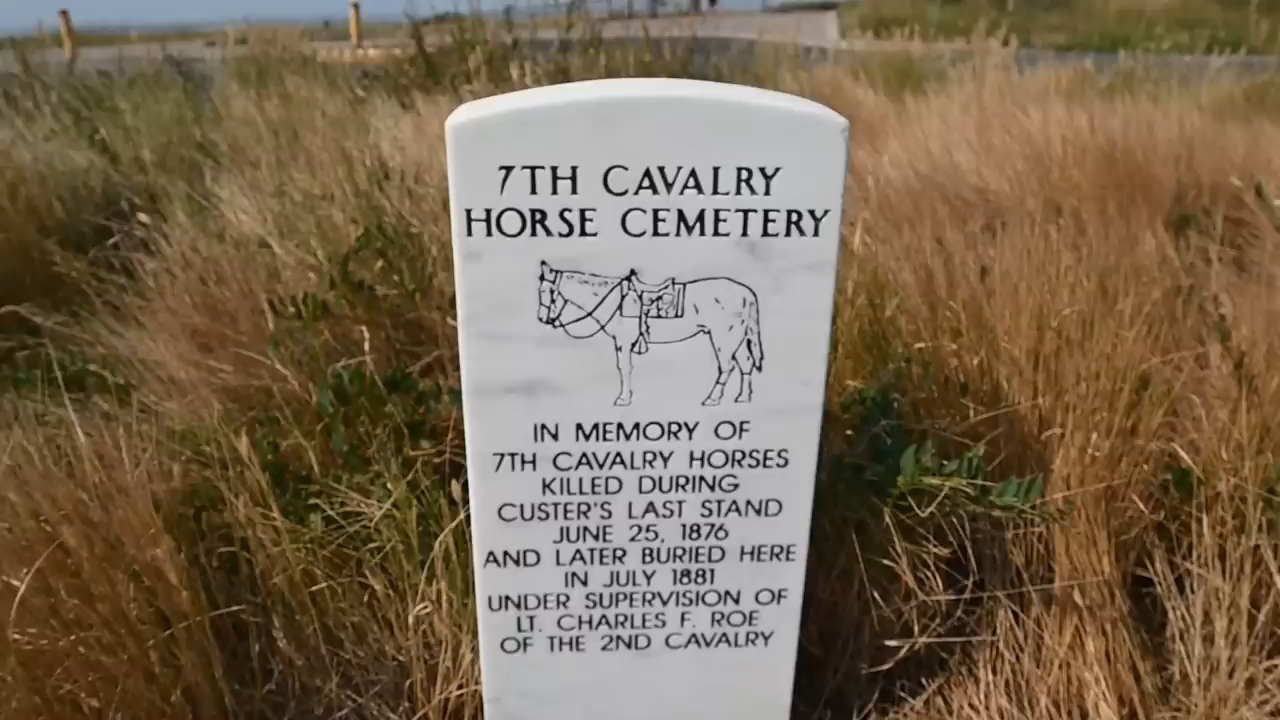 7TH CAVALRY
HORSE CEMETERY
IN MEMORY OF
7TH CAVALRY HORSES
KILLED DURING
CUSTER'S LAST STAND
JUNE 25, 1876
AND LATER BURIED HERE
IN JULY 1881
UNDER SUPERVISION OF
LT. CHARLES F. ROE
OF THE 2ND CAVALRY